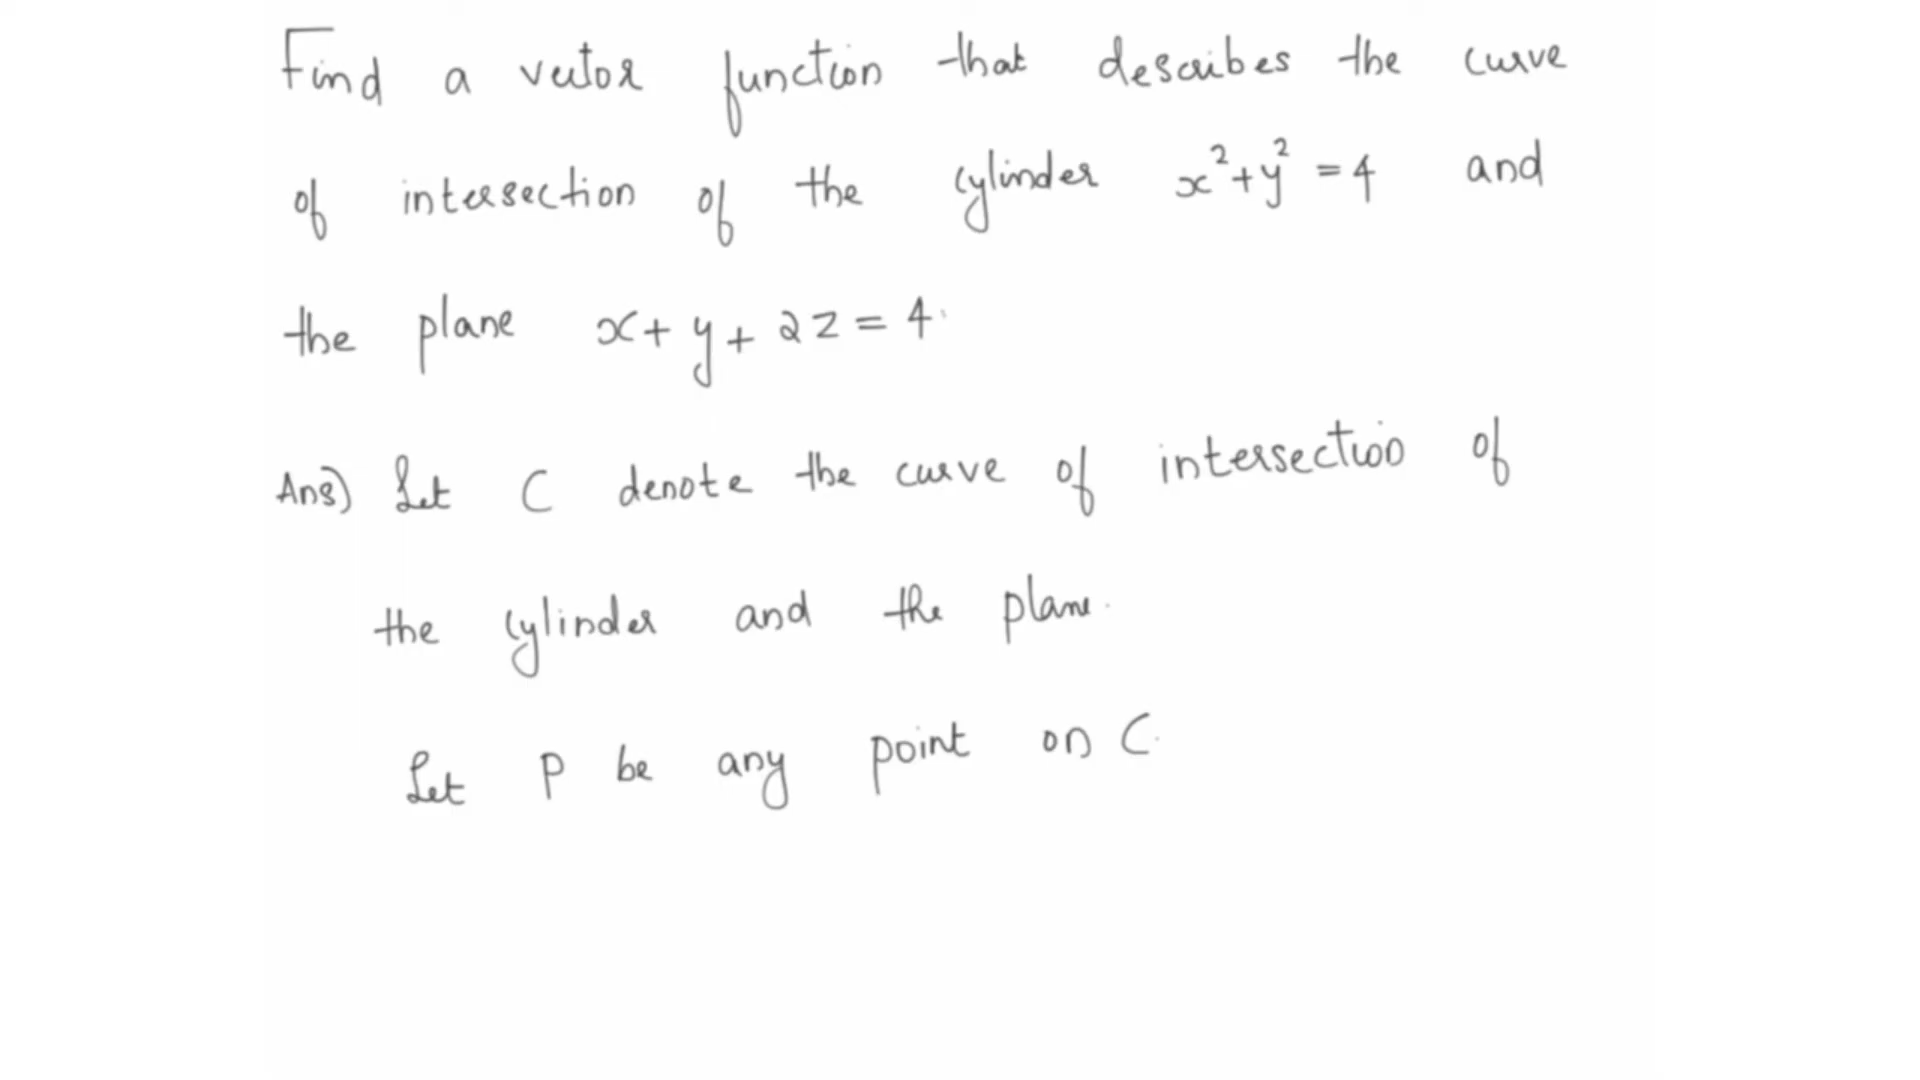 Find a vector function that describes the curve
of intersection of the cylinder x²+y² = 4 and
the plane x+y+2z = 4.
Ans) Let C denote the curve of intersection of
the cylinder and the plane.
Let P be any point on C.